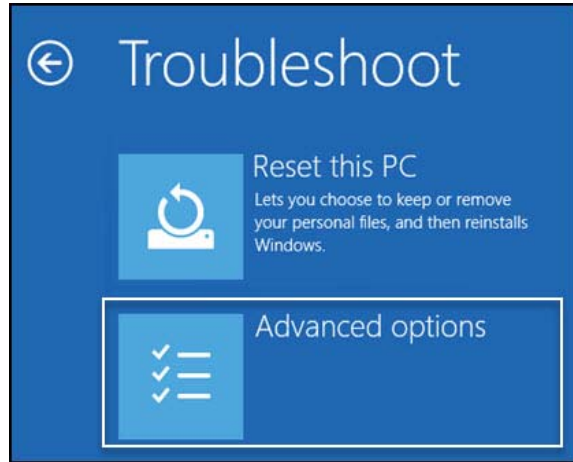 Troubleshoot
Reset this PC
Lets you choose to keep or remove
your personal files, and then reinstalls
Windows.
Advanced options